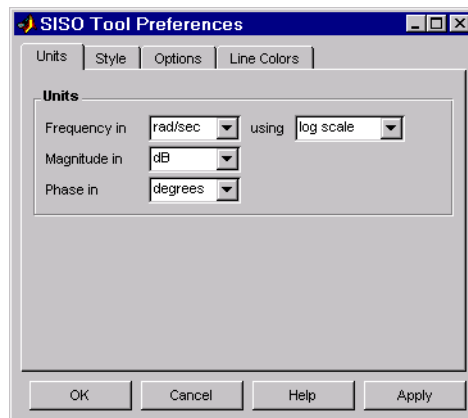 SISO Tool Preferences
Units Style Options Line Colors
Units
Frequency in rad/sec using log scale
Magnitude in dB
Phase in degrees
OK Cancel Help Apply